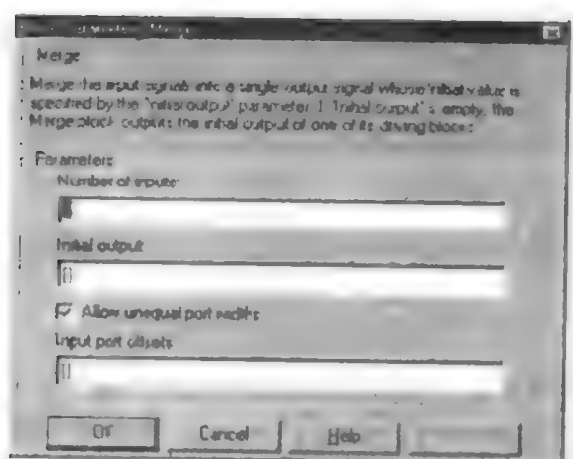 Merge
Merge the input signals into a single output signal whose initial value is
specified by the 'Initial output' parameter. If 'Initial output' is empty, the
Merge block outputs the initial output of one of its driving blocks.
Parameters
Number of inputs:
Initial output:
[]
Allow unequal port widths
Input port offsets
[]
Cancel
Help